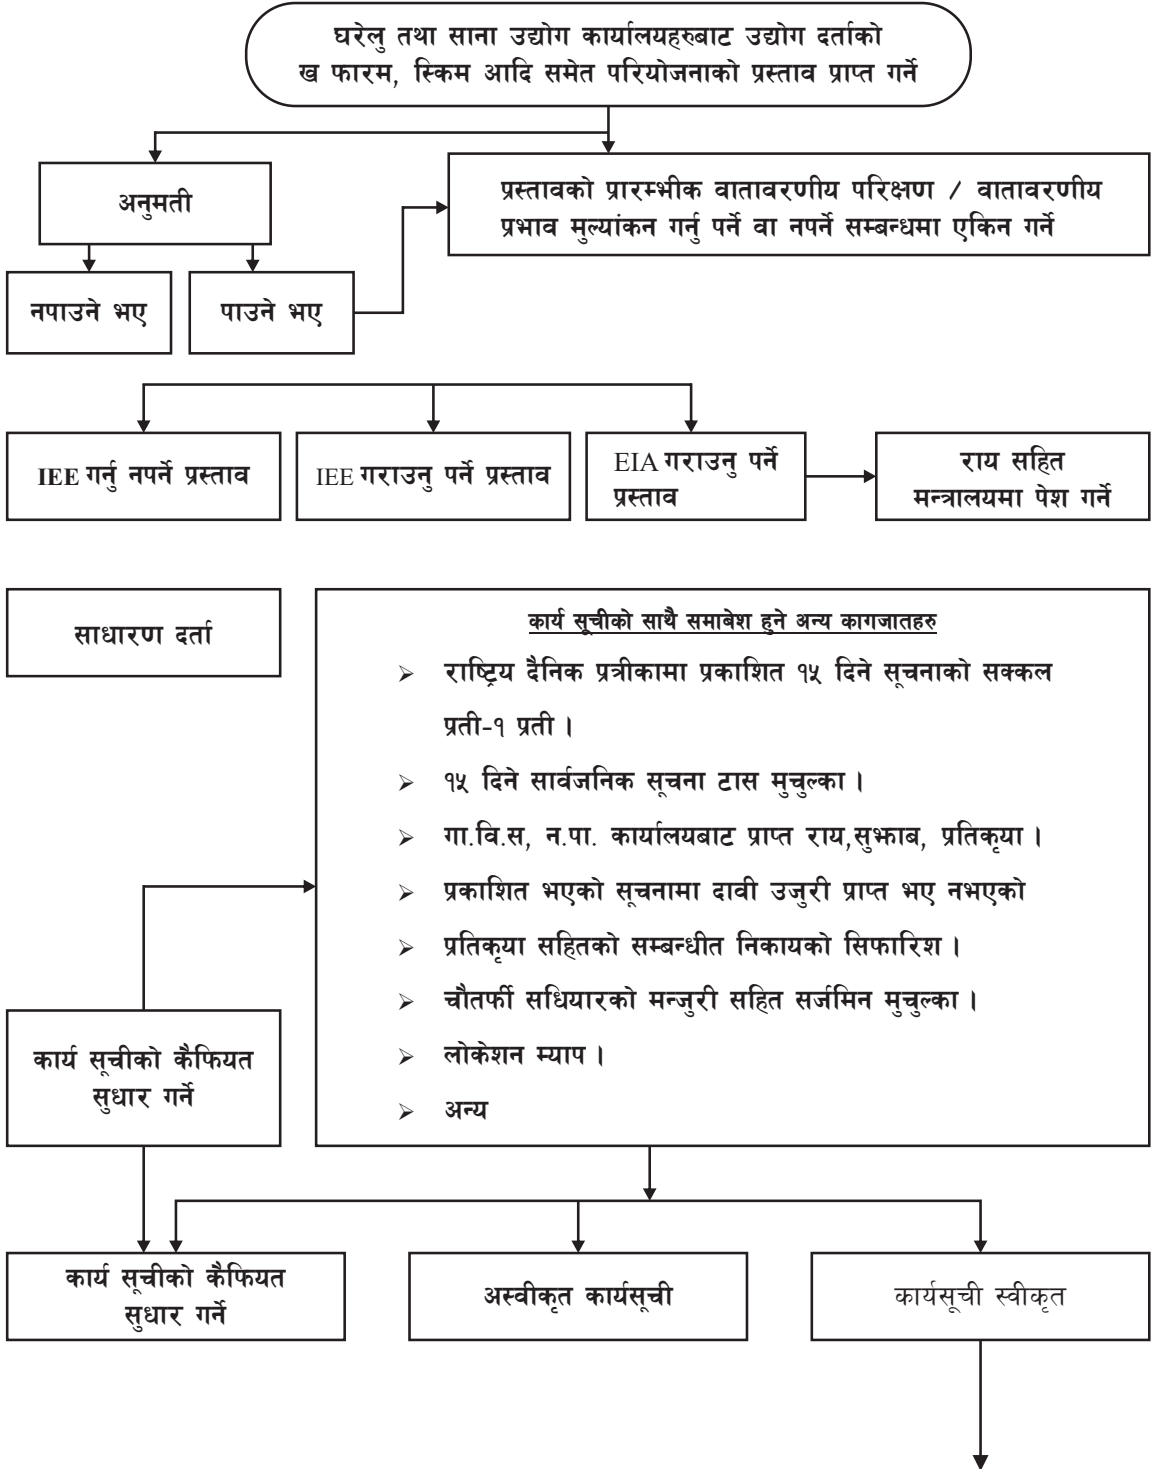 घरेलु तथा साना उद्योग कार्यालयहरुबाट उद्योग दर्ताको
ख फारम, स्किम आदि समेत परियोजनाको प्रस्ताव प्राप्त गर्ने
अनुमती
प्रस्तावको प्रारम्भीक वातावरणीय परिक्षण / वातावरणीय
प्रभाव मुल्यांकन गर्नु पर्ने वा नपर्ने सम्बन्धमा एकिन गर्ने
नपाउने भए
पाउने भए
IEE गर्नु नपर्ने प्रस्ताव
IEE गराउनु पर्ने प्रस्ताव
EIA गराउनु पर्ने
प्रस्ताव
राय सहित
मन्त्रालयमा पेश गर्ने
साधारण दर्ता
कार्य सूचीको साथै समाबेश हुने अन्य कागजातहरु
➢ राष्ट्रिय दैनिक प्रत्रीकामा प्रकाशित १५ दिने सूचनाको सक्कल
प्रती-१ प्रती ।
➢ १५ दिने सार्वजनिक सूचना टास मुचुल्का ।
➢ गा.वि.स, न.पा. कार्यालयबाट प्राप्त राय,सुझाब, प्रतिकृया ।
➢ प्रकाशित भएको सूचनामा दावी उजुरी प्राप्त भए नभएको
➢ प्रतिकृया सहितको सम्बन्धीत निकायको सिफारिश ।
➢ चौतर्फी सधियारको मन्जुरी सहित सर्जमिन मुचुल्का ।
➢ लोकेशन म्याप ।
➢ अन्य
कार्य सूचीको कैफियत
सुधार गर्ने
कार्य सूचीको कैफियत
सुधार गर्ने
अस्वीकृत कार्यसूची
कार्यसूची स्वीकृत